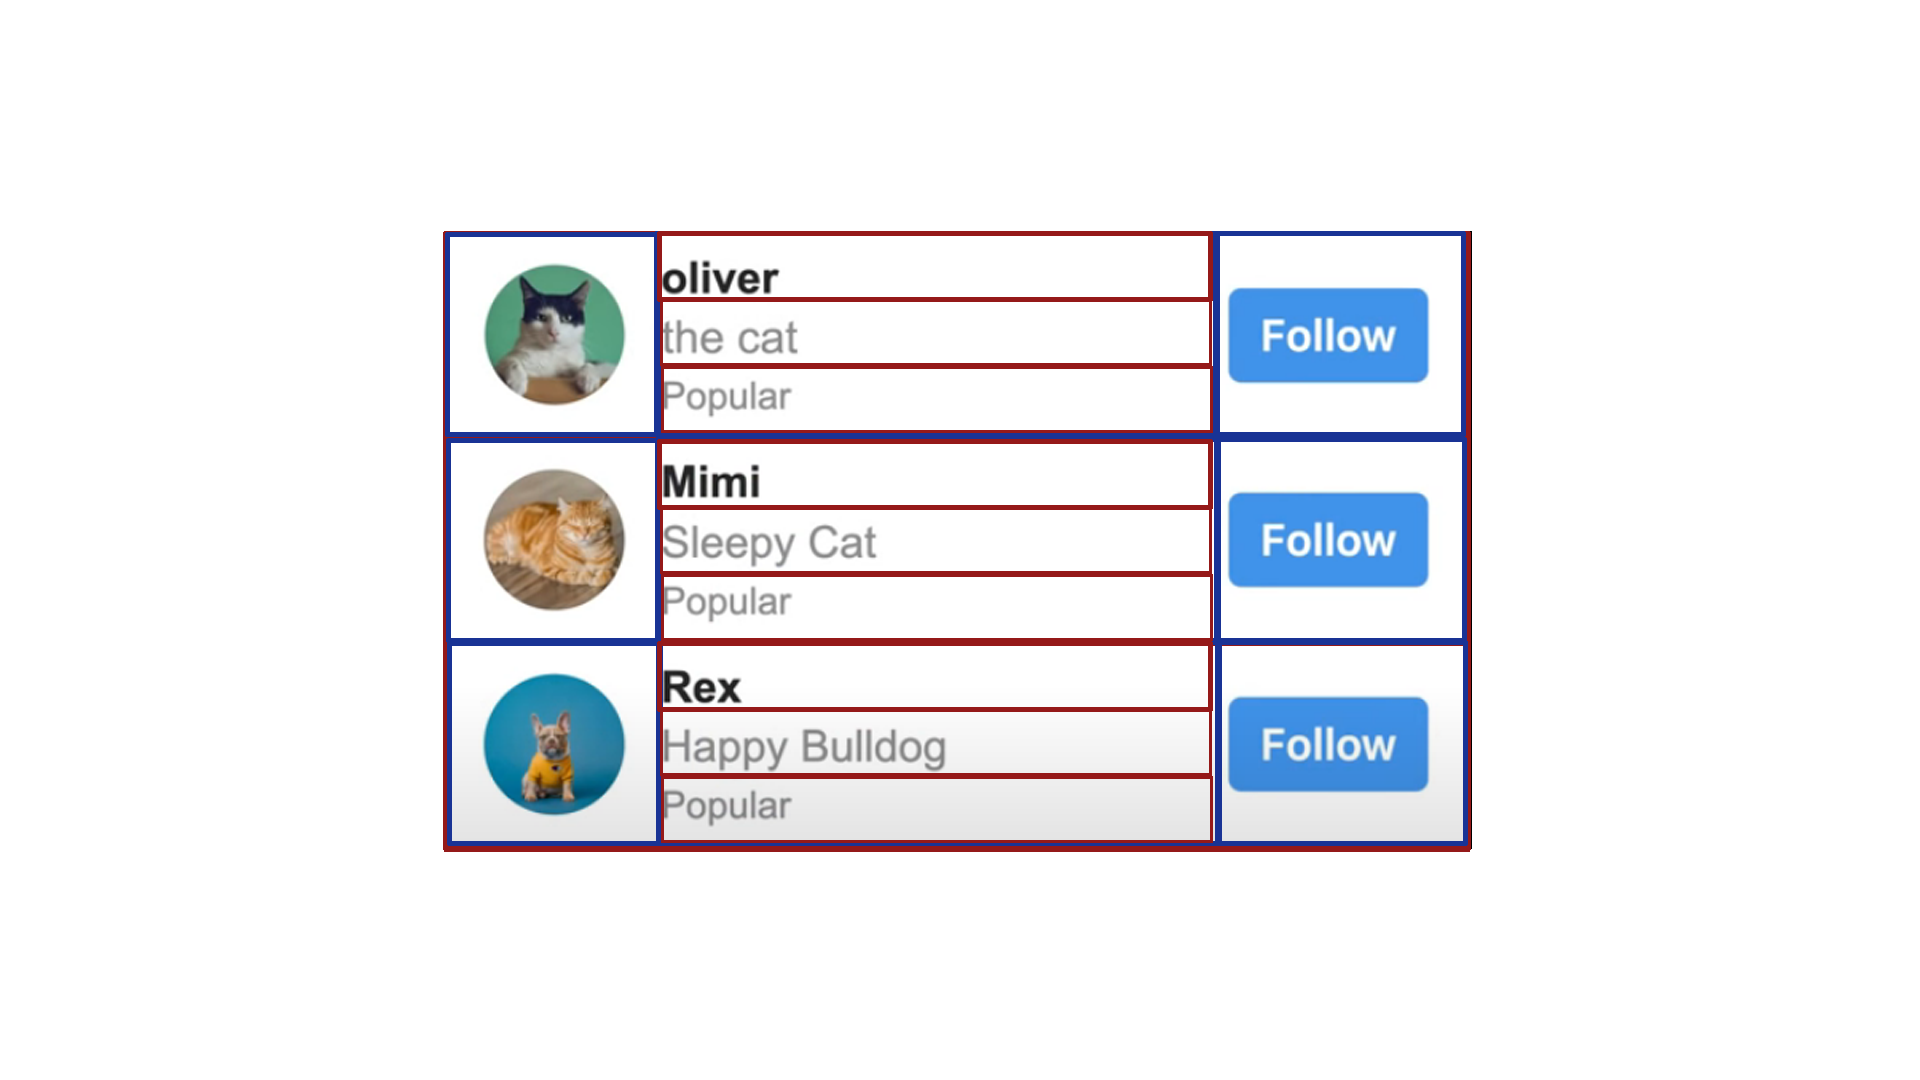 oliver
the cat
Popular
Follow
Mimi
Sleepy Cat
Popular
Follow
Rex
Happy Bulldog
Popular
Follow